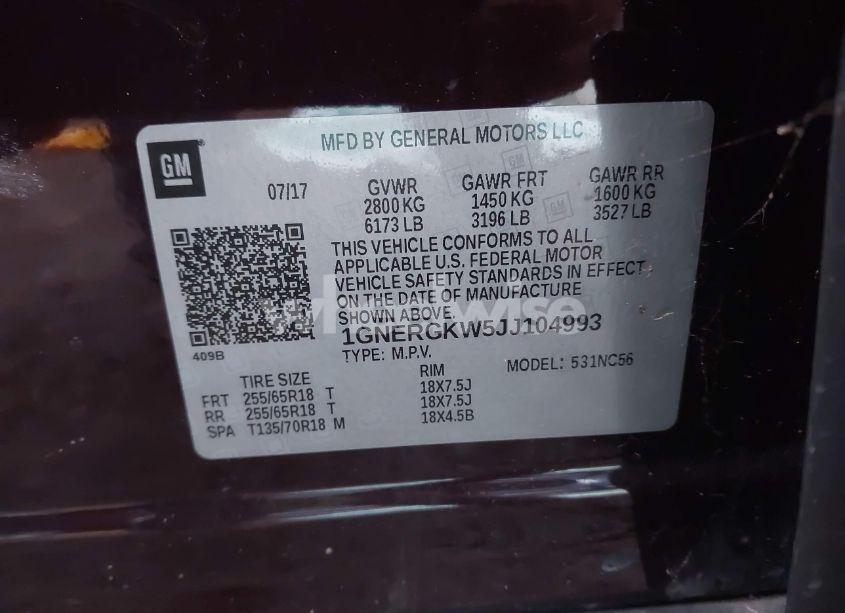 MFD BY GENERAL MOTORS LLC
GM
07/17 GVWR GAWR FRT GAWR RR
2800 KG 1450 KG 1600 KG
6173 LB 3196 LB 3527 LB
THIS VEHICLE CONFORMS TO ALL
APPLICABLE U.S. FEDERAL MOTOR
VEHICLE SAFETY STANDARDS IN EFFECT
ON THE DATE OF MANUFACTURE
SHOWN ABOVE.
1GNERGKW5JJ104993
409B
TYPE: M.P.V. MODEL: 531NC56
TIRE SIZE RIM
FRT 255/65R18 T 18X7.5J
RR 255/65R18 T 18X7.5J
SPA T135/70R18 M 18X4.5B